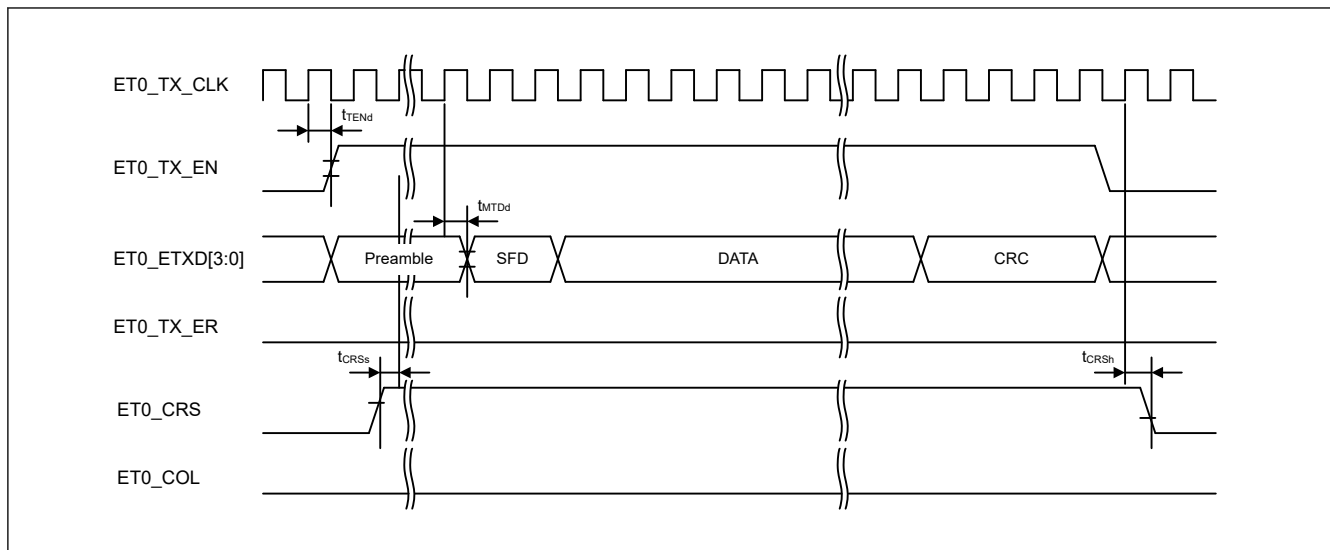 ET0_TX_CLK
tTENd
ET0_TX_EN
tMTDd
ET0_ETXD[3:0] Preamble SFD DATA CRC
ET0_TX_ER
tCRSs tCRSh
ET0_CRS
ET0_COL